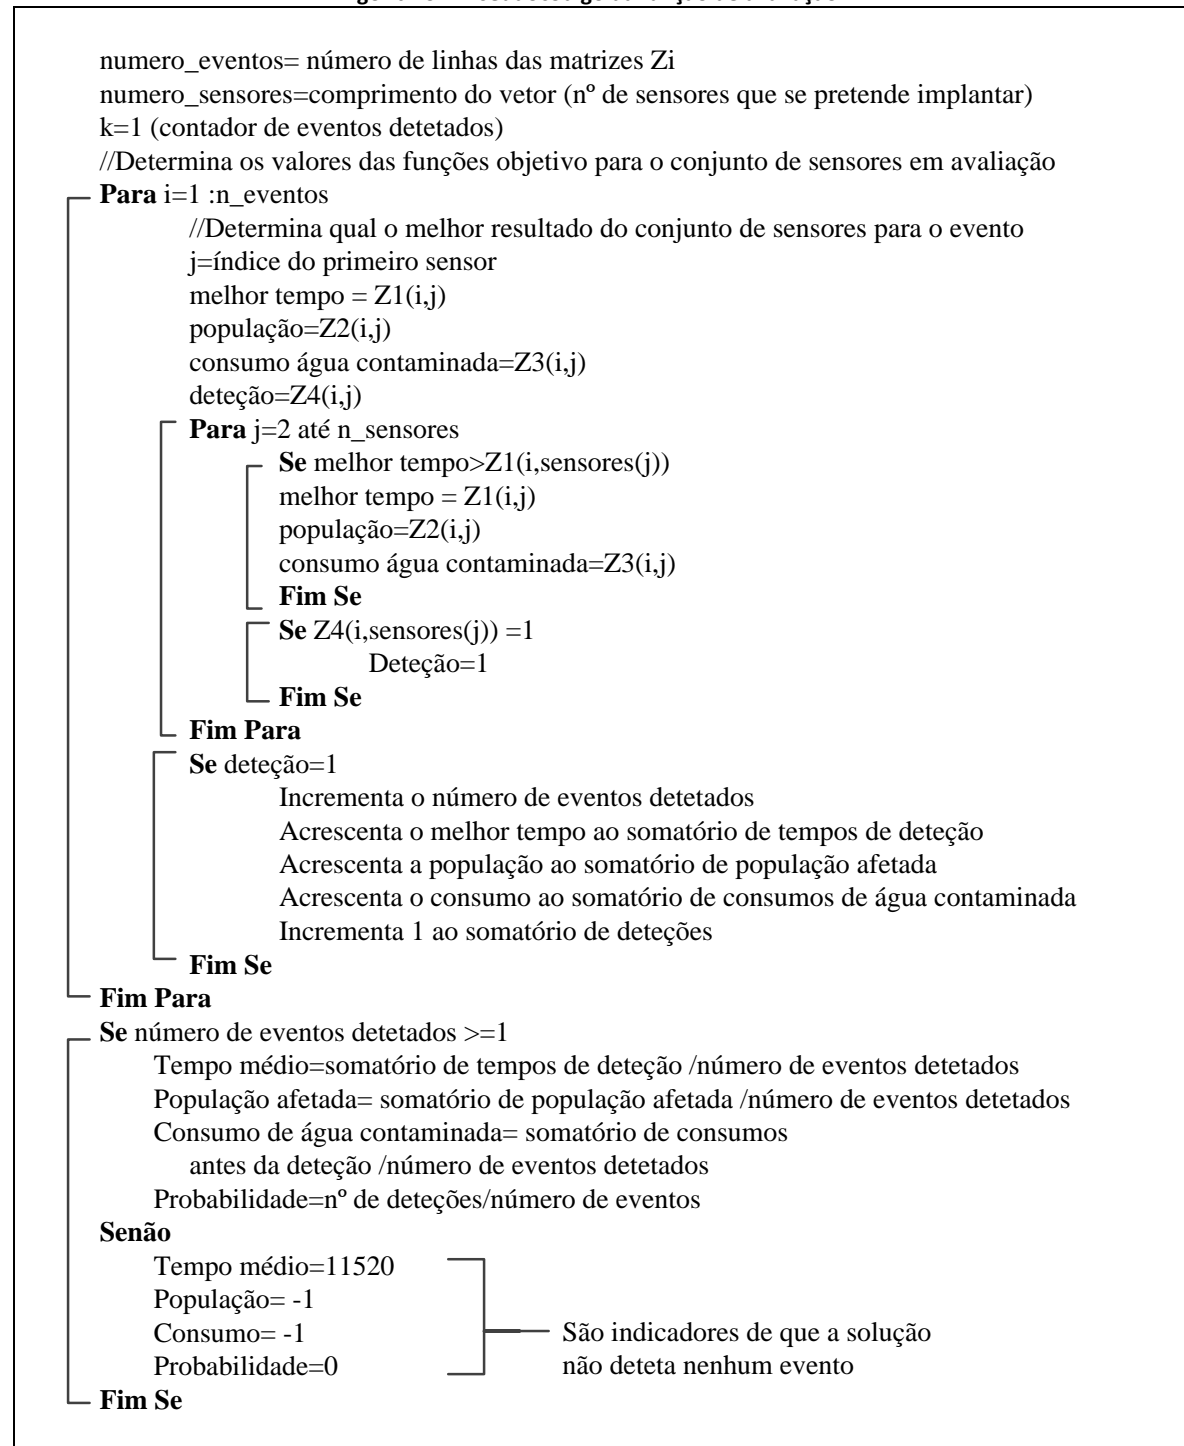 numero_eventos= número de linhas das matrizes Zi
numero_sensores=comprimento do vetor (nº de sensores que se pretende implantar)
k=1 (contador de eventos detetados)
//Determina os valores das funções objetivo para o conjunto de sensores em avaliação
Para i=1 :n_eventos
//Determina qual o melhor resultado do conjunto de sensores para o evento
j=índice do primeiro sensor
melhor tempo = Z1(i,j)
população=Z2(i,j)
consumo água contaminada=Z3(i,j)
deteção=Z4(i,j)
Para j=2 até n_sensores
Se melhor tempo>Z1(i,sensores(j))
melhor tempo = Z1(i,j)
população=Z2(i,j)
consumo água contaminada=Z3(i,j)
Fim Se
Se Z4(i,sensores(j)) =1
Deteção=1
Fim Se
Fim Para
Se deteção=1
Incrementa o número de eventos detetados
Acrescenta o melhor tempo ao somatório de tempos de deteção
Acrescenta a população ao somatório de população afetada
Acrescenta o consumo ao somatório de consumos de água contaminada
Incrementa 1 ao somatório de deteções
Fim Se
Fim Para
Se número de eventos detetados >=1
Tempo médio=somatório de tempos de deteção /número de eventos detetados
População afetada= somatório de população afetada /número de eventos detetados
Consumo de água contaminada= somatório de consumos
antes da deteção /número de eventos detetados
Probabilidade=nº de deteções/número de eventos
Senão
Tempo médio=11520
População= -1
Consumo= -1
Probabilidade=0
São indicadores de que a solução
não deteta nenhum evento
Fim Se